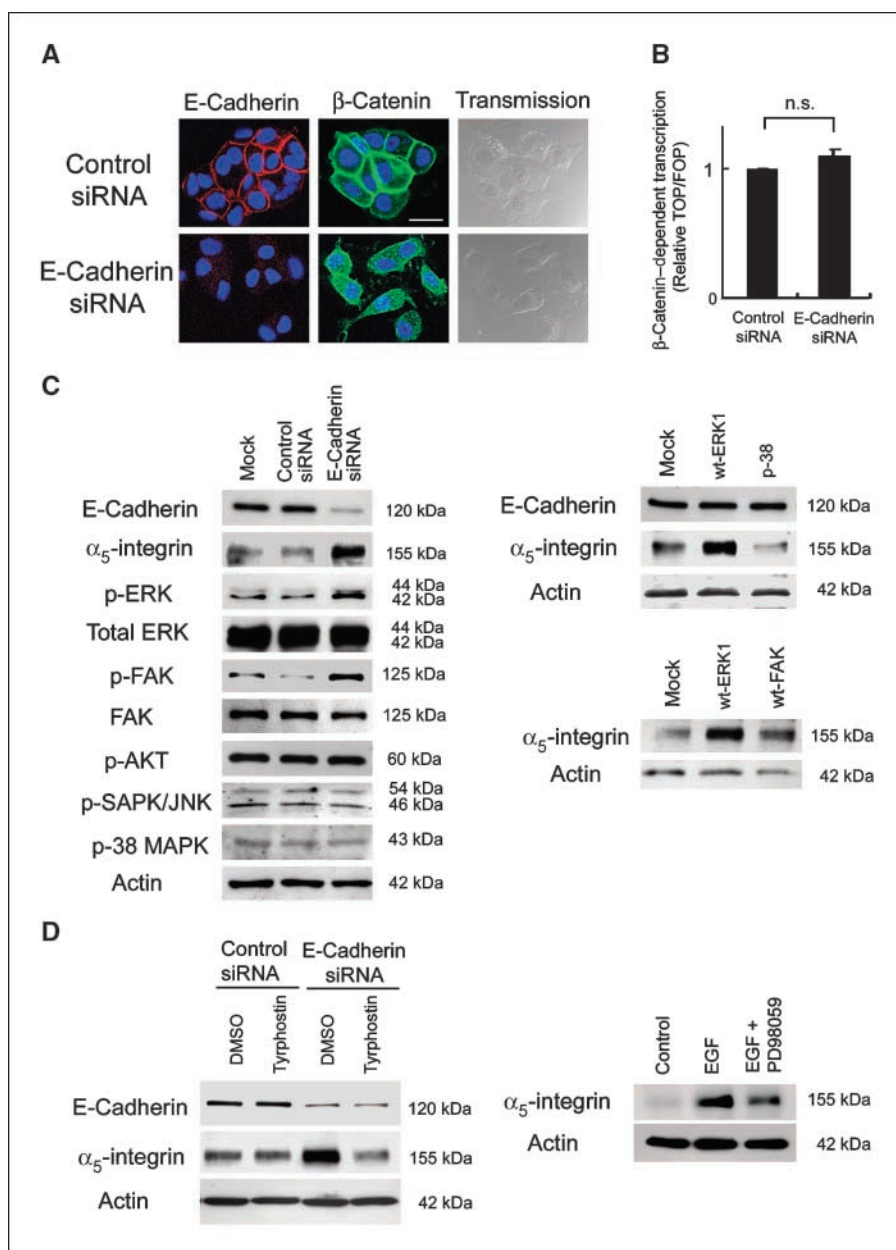 A
E-Cadherin β-Catenin Transmission
Control siRNA
E-Cadherin siRNA
B
n.s.
β-Catenin–dependent transcription
(Relative TOP/FOP)
1
0
Control siRNA
E-Cadherin siRNA
C
Mock
Control siRNA
E-Cadherin siRNA
E-Cadherin 120 kDa
α5-integrin 155 kDa
p-ERK 44 kDa
42 kDa
Total ERK 44 kDa
42 kDa
p-FAK 125 kDa
FAK 125 kDa
p-AKT 60 kDa
p-SAPK/JNK 54 kDa
46 kDa
p-38 MAPK 43 kDa
Actin 42 kDa
Mock
wt-ERK1
p-38
E-Cadherin 120 kDa
α5-integrin 155 kDa
Actin 42 kDa
Mock
wt-ERK1
wt-FAK
α5-integrin 155 kDa
Actin 42 kDa
D
Control siRNA
E-Cadherin siRNA
DMSO
Tyrphostin
DMSO
Tyrphostin
E-Cadherin 120 kDa
α5-integrin 155 kDa
Actin 42 kDa
Control
EGF
EGF + PD98059
α5-integrin 155 kDa
Actin 42 kDa